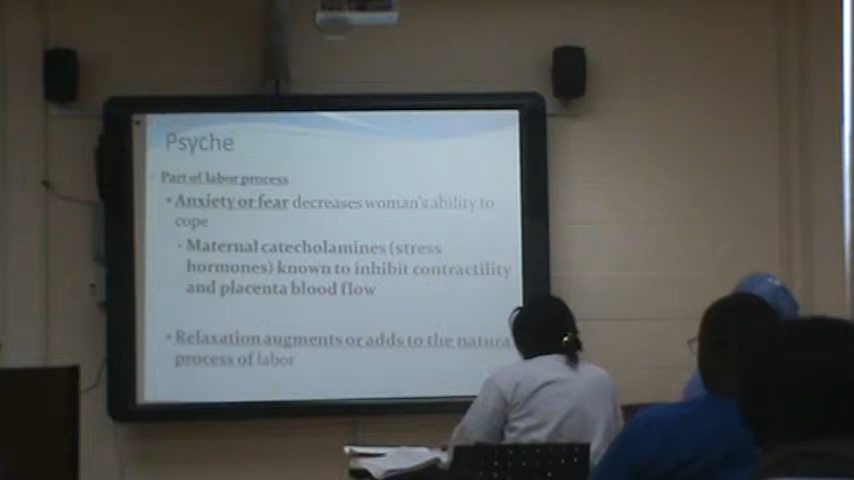 Psyche
Part of labor process
• Anxiety or fear decreases woman's ability to
cope
• Maternal catecholamines (stress
hormones) known to inhibit contractility
and placenta blood flow
• Relaxation augments or adds to the natura
process of labor